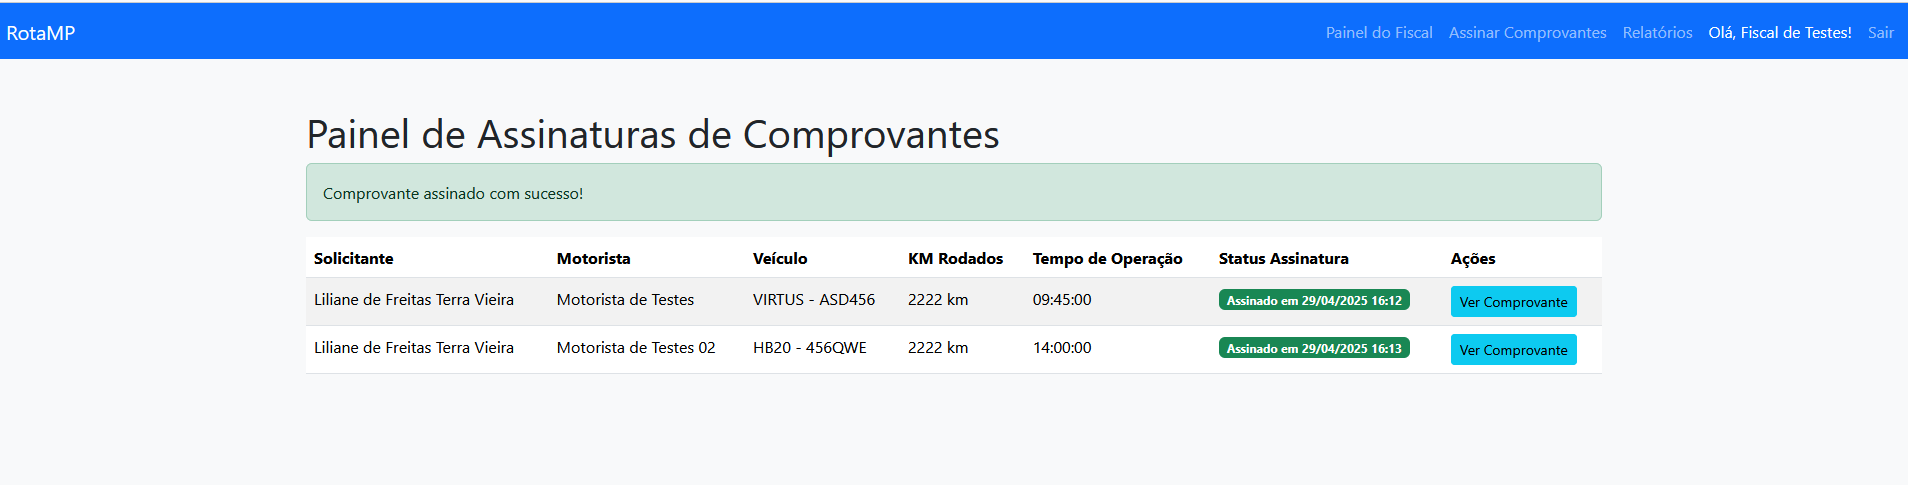 RotaMP Painel do Fiscal Assinar Comprovantes Relatórios Olá, Fiscal de Testes! Sair
Painel de Assinaturas de Comprovantes
Comprovante assinado com sucesso!
Solicitante Motorista Veículo KM Rodados Tempo de Operação Status Assinatura Ações
Liliane de Freitas Terra Vieira Motorista de Testes VIRTUS - ASD456 2222 km 09:45:00 Assinado em 29/04/2025 16:12 Ver Comprovante
Liliane de Freitas Terra Vieira Motorista de Testes 02 HB20 - 456QWE 2222 km 14:00:00 Assinado em 29/04/2025 16:13 Ver Comprovante